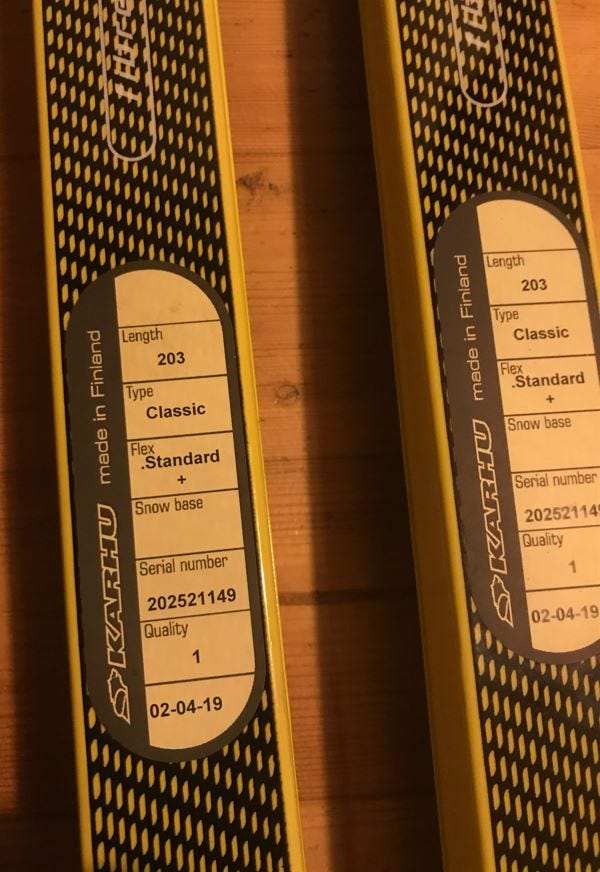 made in Finland
KARHU
Length
203
Type
Classic
Flex
.Standard
+
Snow base
Serial number
202521149
Quality
1
02-04-19
made in Finland
KARHU
Length
203
Type
Classic
Flex
.Standard
+
Snow base
Serial number
20252114
Quality
1
02-04-19